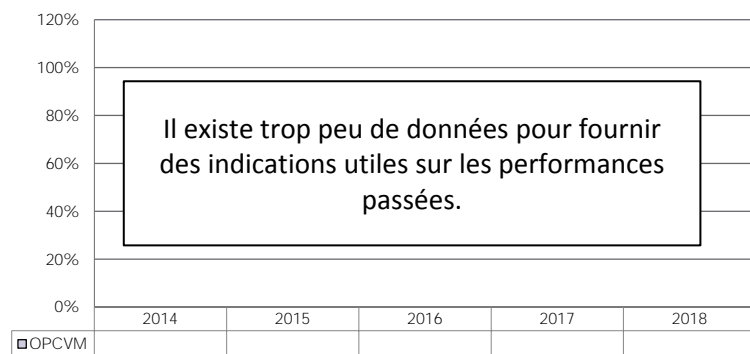 120%
100%
80%
60%
40%
20%
0%
Il existe trop peu de données pour fournir
des indications utiles sur les performances
passées.
2014 2015 2016 2017 2018
OPCVM